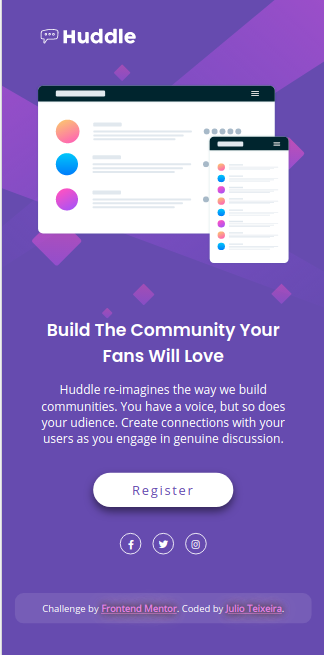 Huddle
Build The Community Your
Fans Will Love
Huddle re-imagines the way we build
communities. You have a voice, but so does
your udience. Create connections with your
users as you engage in genuine discussion.
Register
Challenge by Frontend Mentor. Coded by Julio Teixeira.